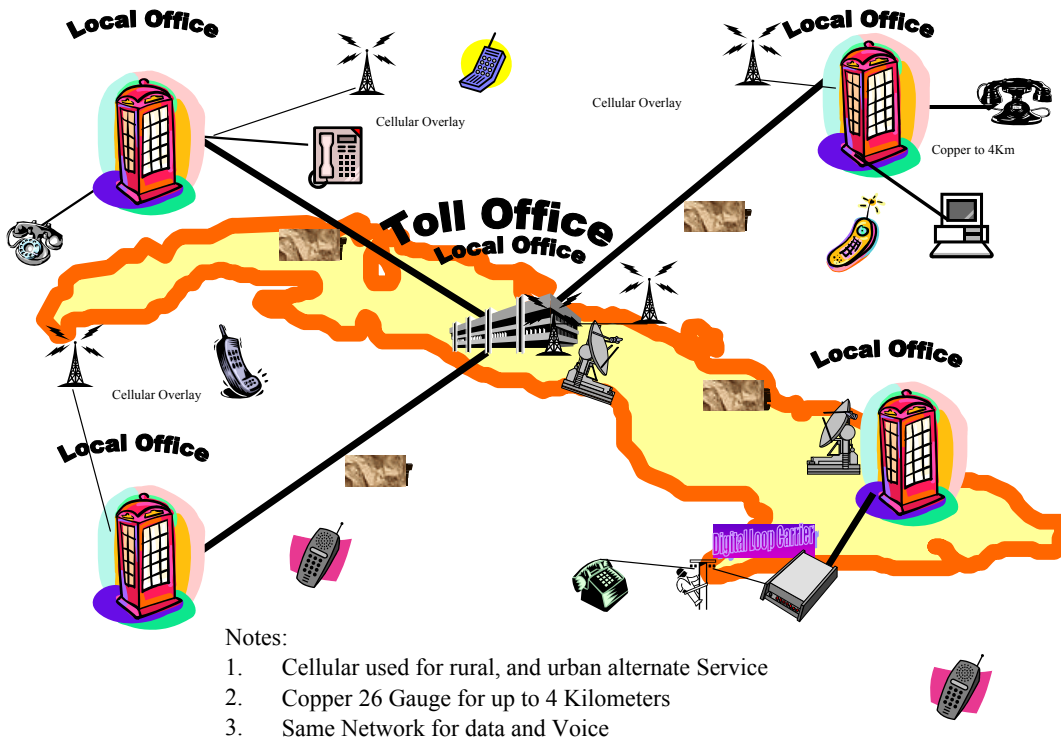 Local Office
Local Office
Cellular Overlay
Cellular Overlay
Copper to 4Km
Toll Office
Local Office
Local Office
Cellular Overlay
Local Office
Digital Loop Carrier
Notes:
1. Cellular used for rural, and urban alternate Service
2. Copper 26 Gauge for up to 4 Kilometers
3. Same Network for data and Voice